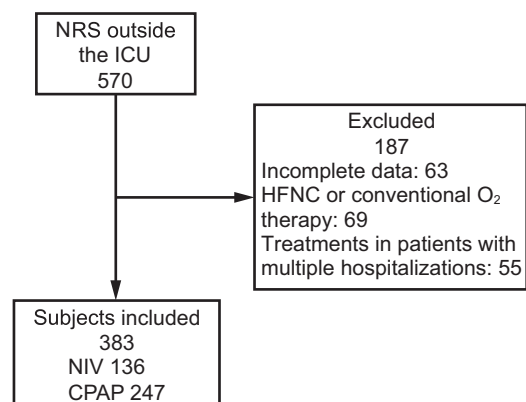 NRS outside
the ICU
570
Excluded
187
Incomplete data: 63
HFNC or conventional O₂
therapy: 69
Treatments in patients with
multiple hospitalizations: 55
Subjects included
383
NIV 136
CPAP 247